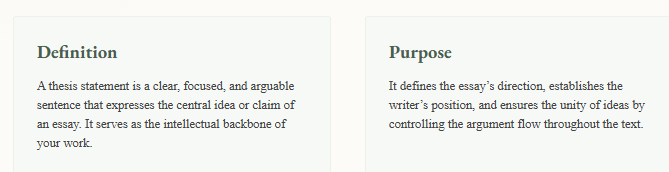 Definition
A thesis statement is a clear, focused, and arguable
sentence that expresses the central idea or claim of
an essay. It serves as the intellectual backbone of
your work.
Purpose
It defines the essay’s direction, establishes the
writer’s position, and ensures the unity of ideas by
controlling the argument flow throughout the text.